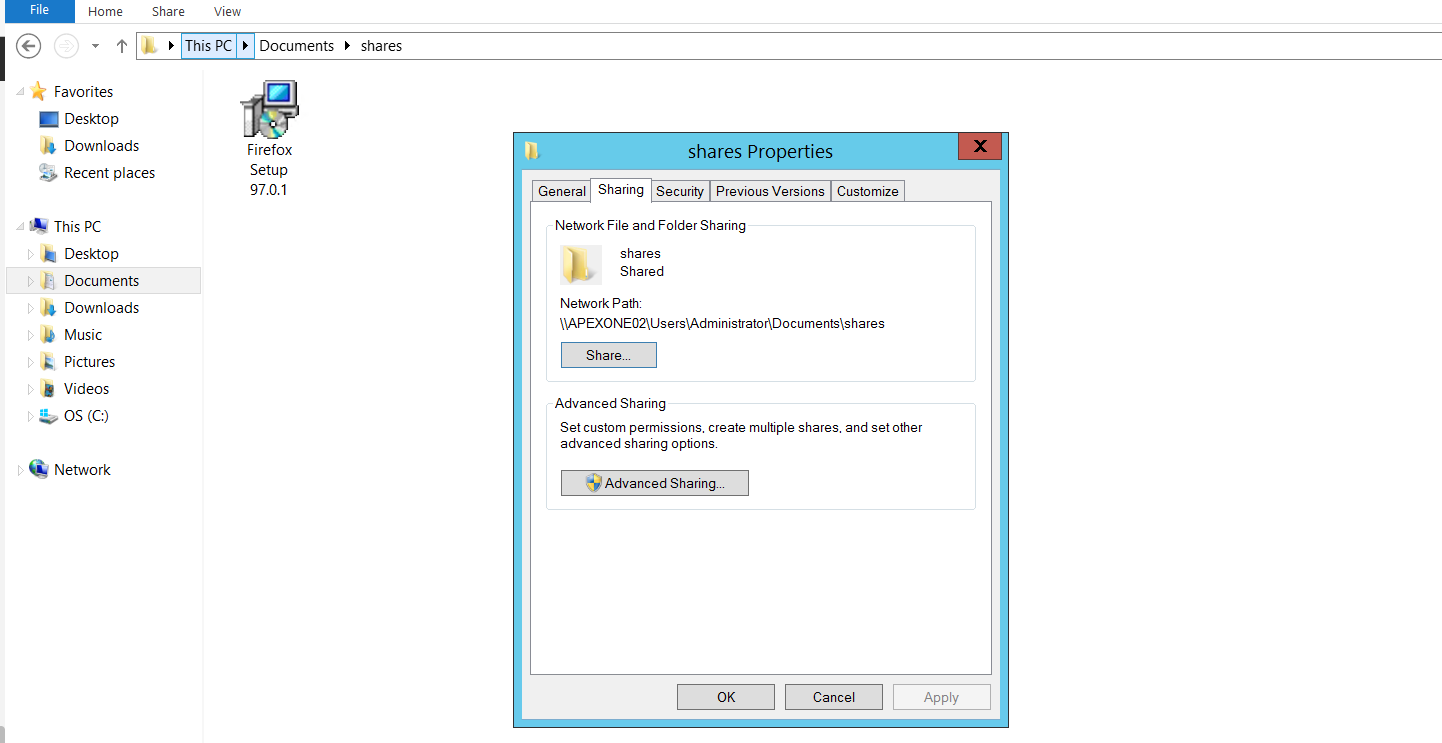 File Home Share View
This PC Documents shares
Favorites
Desktop
Downloads
Recent places
This PC
Desktop
Documents
Downloads
Music
Pictures
Videos
OS (C:)
Network
Firefox
Setup
97.0.1
shares Properties
X
General Sharing Security Previous Versions Customize
Network File and Folder Sharing
shares
Shared
Network Path:
\\APEXONE02\Users\Administrator\Documents\shares
Share...
Advanced Sharing
Set custom permissions, create multiple shares, and set other
advanced sharing options.
Advanced Sharing...
OK Cancel Apply